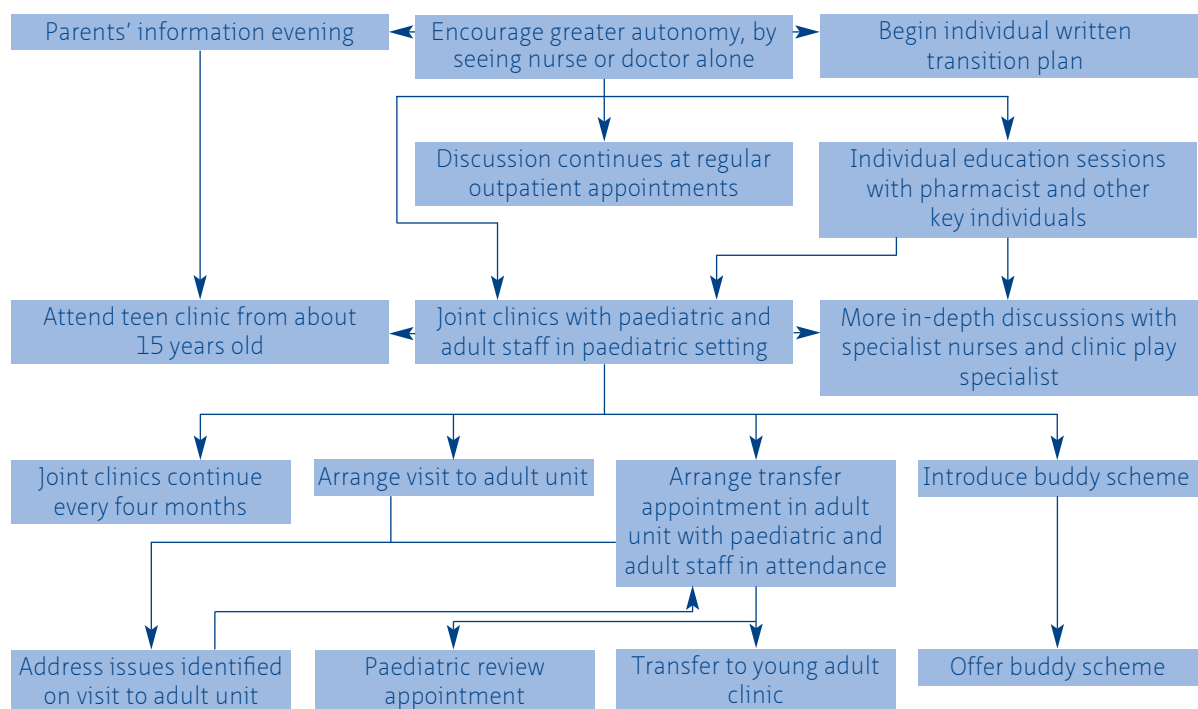 Parents’ information evening
Encourage greater autonomy, by
seeing nurse or doctor alone
Begin individual written
transition plan
Discussion continues at regular
outpatient appointments
Individual education sessions
with pharmacist and other
key individuals
Attend teen clinic from about
15 years old
Joint clinics with paediatric and
adult staff in paediatric setting
More in-depth discussions with
specialist nurses and clinic play
specialist
Joint clinics continue
every four months
Arrange visit to adult unit
Arrange transfer
appointment in adult
unit with paediatric and
adult staff in attendance
Introduce buddy scheme
Address issues identified
on visit to adult unit
Paediatric review
appointment
Transfer to young adult
clinic
Offer buddy scheme